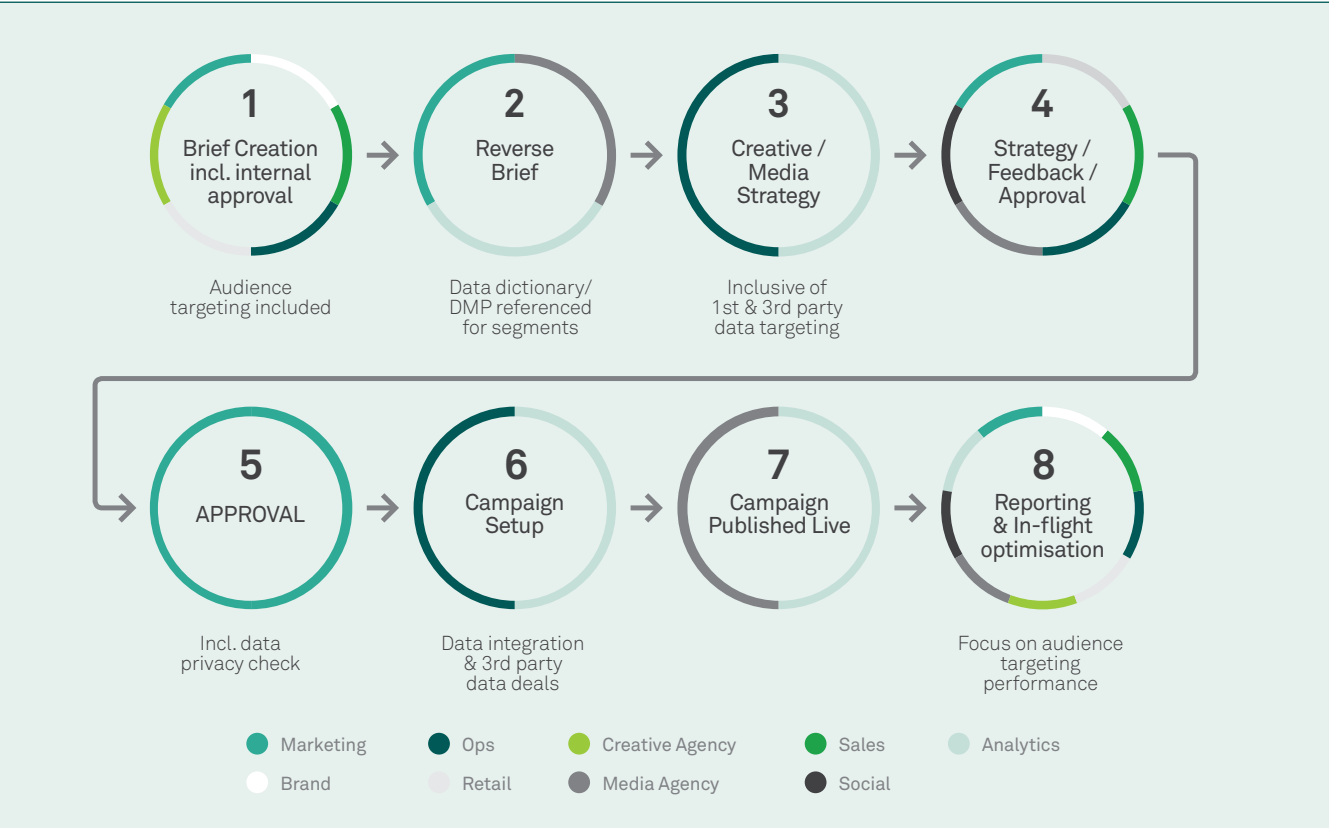 1
Brief Creation
incl. internal
approval
Audience
targeting included
2
Reverse
Brief
Data dictionary/
DMP referenced
for segments
3
Creative /
Media
Strategy
Inclusive of
1st & 3rd party
data targeting
4
Strategy /
Feedback /
Approval
5
APPROVAL
Incl. data
privacy check
6
Campaign
Setup
Data integration
& 3rd party
data deals
7
Campaign
Published Live
8
Reporting
& In-flight
optimisation
Focus on audience
targeting
performance
Marketing
Ops
Creative Agency
Sales
Analytics
Brand
Retail
Media Agency
Social